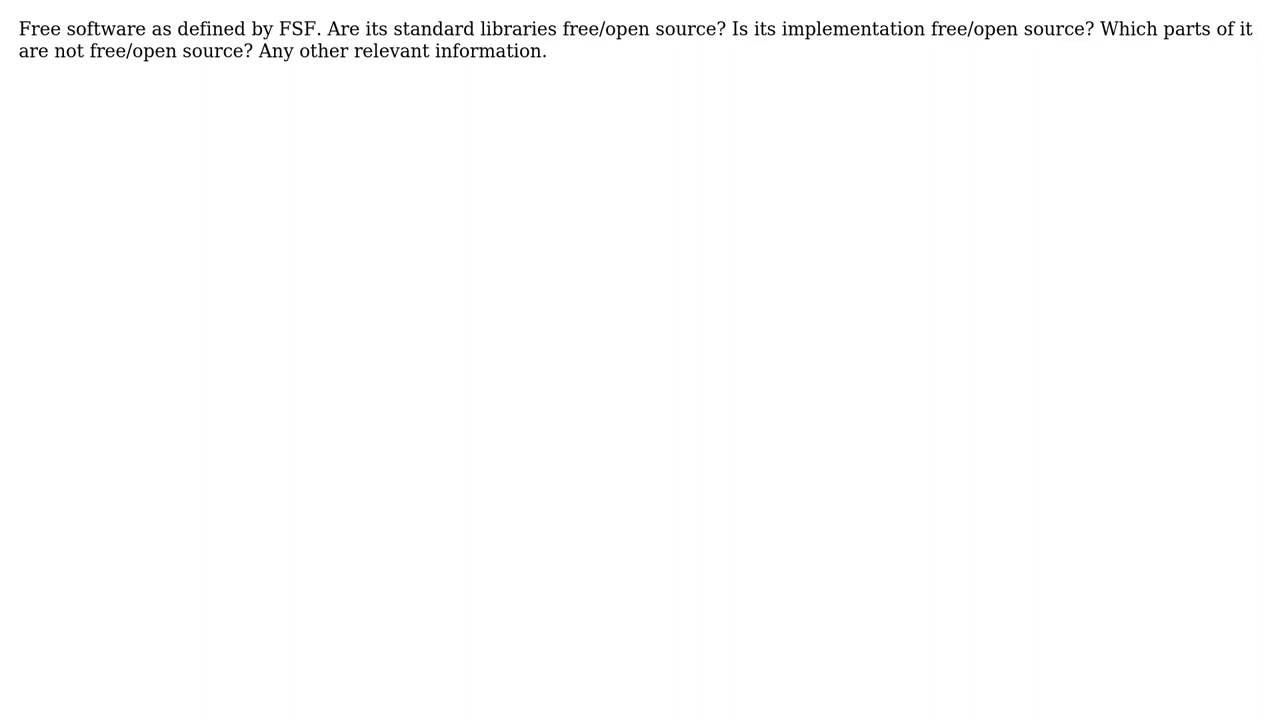 Free software as defined by FSF. Are its standard libraries free/open source? Is its implementation free/open source? Which parts of it
are not free/open source? Any other relevant information.